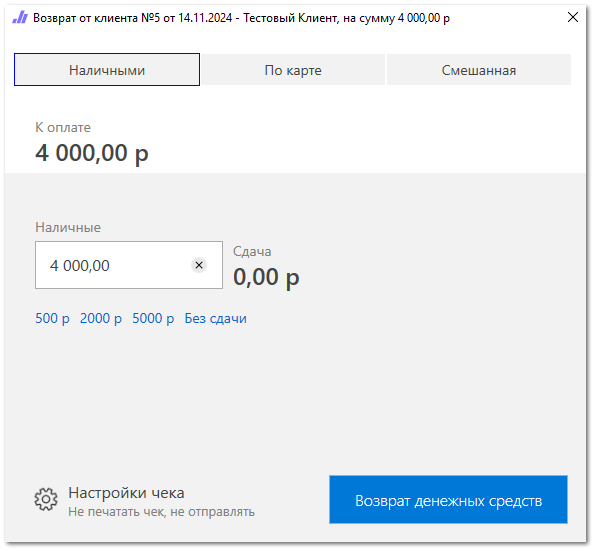 Возврат от клиента №5 от 14.11.2024 - Тестовый Клиент, на сумму 4 000,00 р
Наличными По карте Смешанная
К оплате
4 000,00 р
Наличные
4 000,00
Сдача
0,00 р
500 р 2000 р 5000 р Без сдачи
Настройки чека
Не печатать чек, не отправлять
Возврат денежных средств